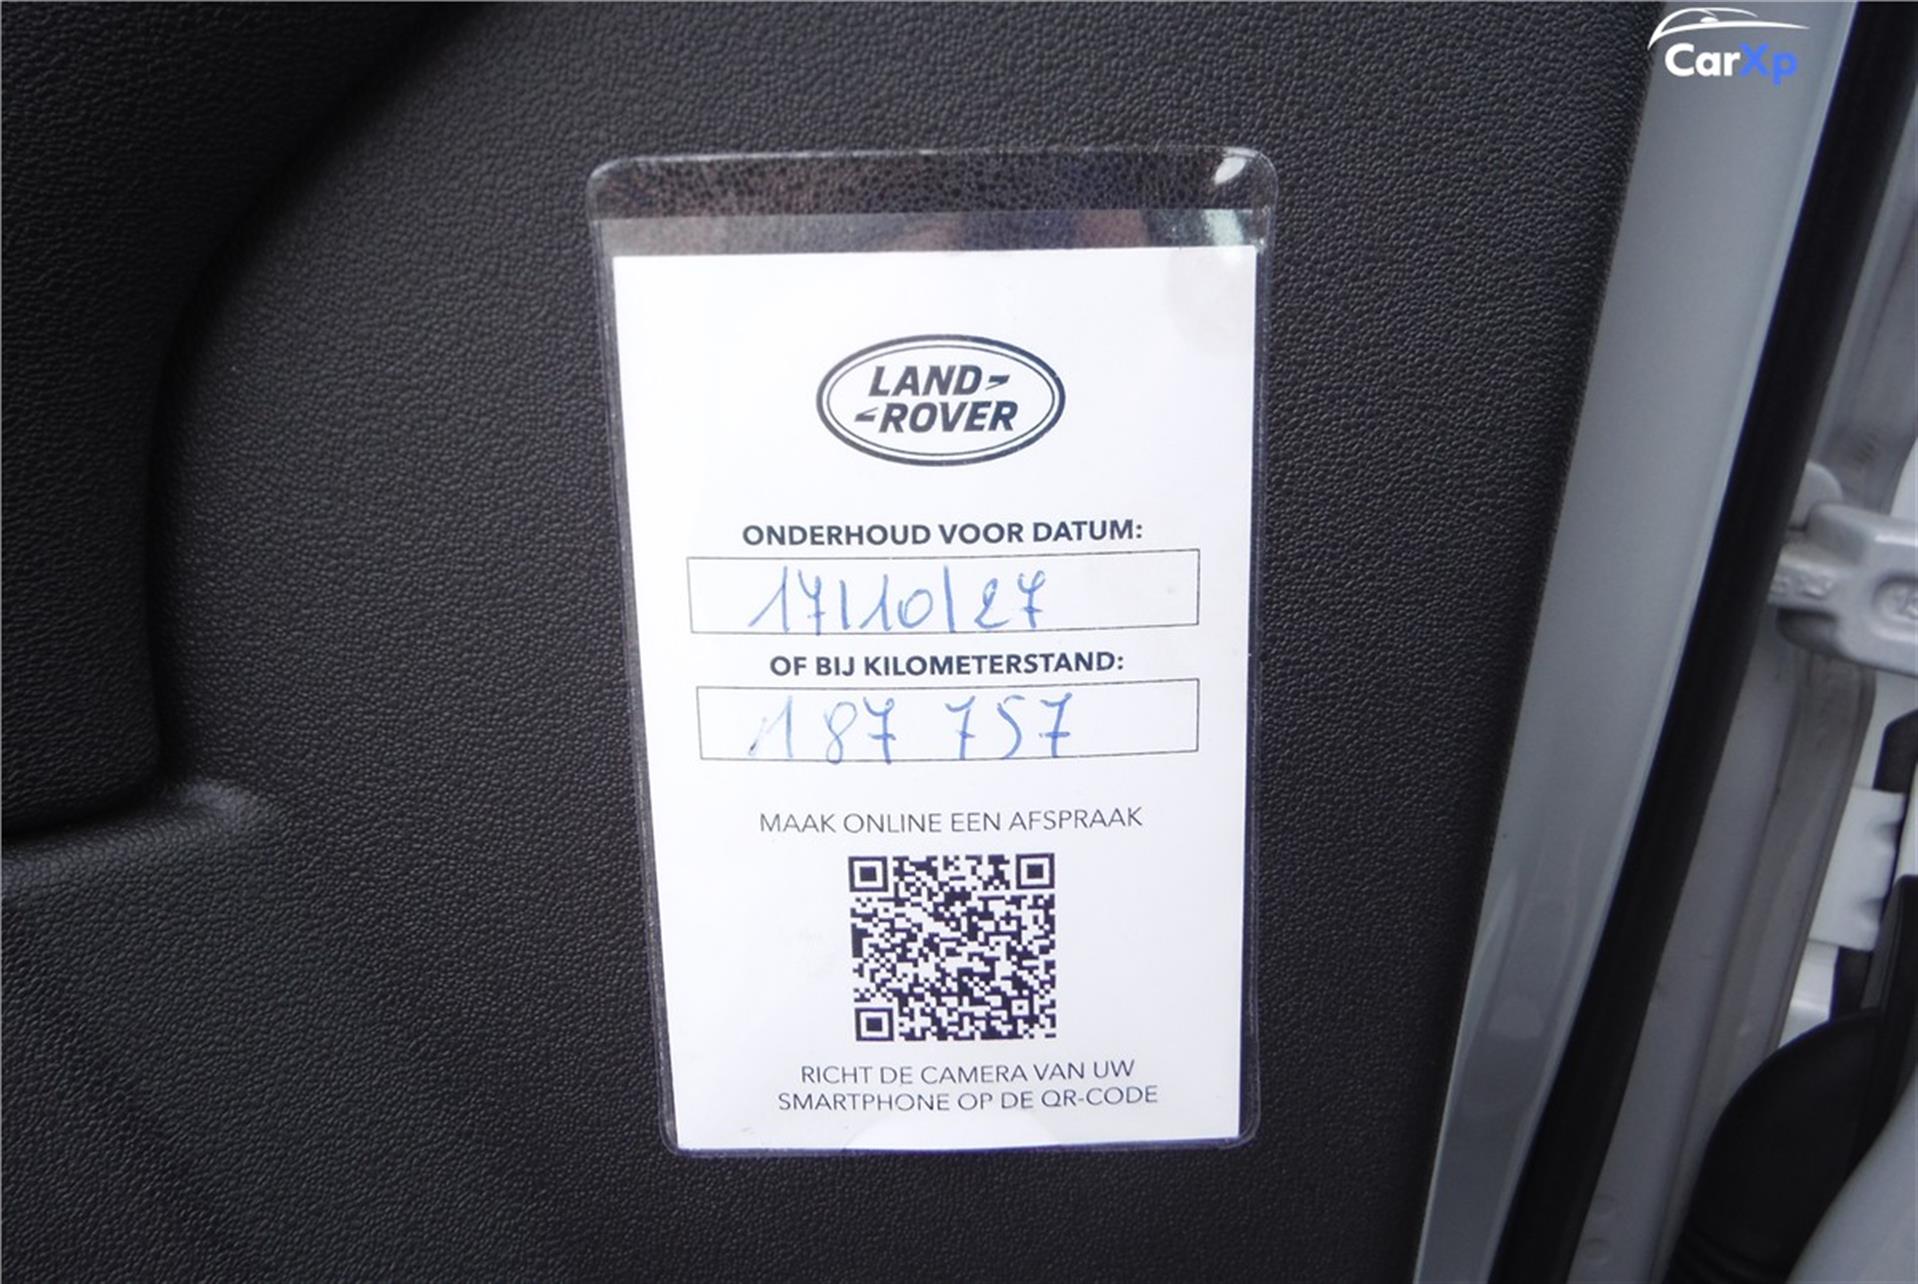 CarXp
LAND
ROVER
ONDERHOUD VOOR DATUM:
17/10/27
OF BIJ KILOMETERSTAND:
187 757
MAAK ONLINE EEN AFSPRAAK
RICHT DE CAMERA VAN UW
SMARTPHONE OP DE QR-CODE